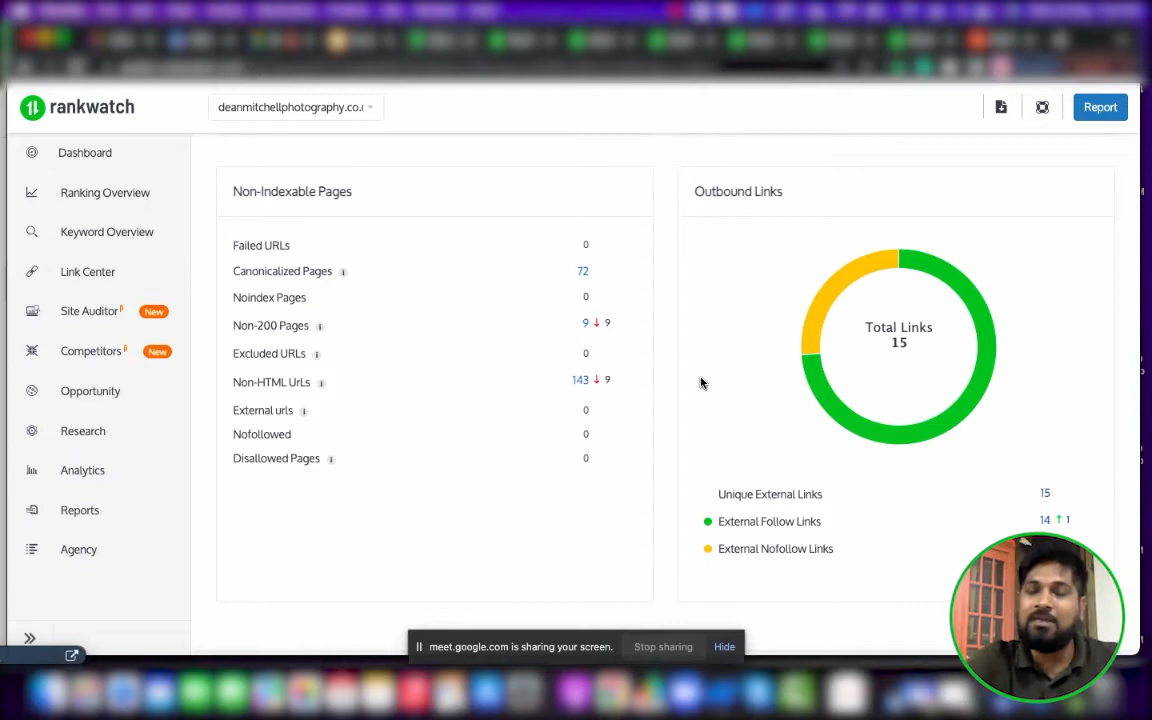 rankwatch
deanmitchellphotography.co.
Report
Dashboard
Ranking Overview
Keyword Overview
Link Center
Site Auditor β New
Competitors β New
Opportunity
Research
Analytics
Reports
Agency
Non-Indexable Pages
Failed URLs 0
Canonicalized Pages i 72
Noindex Pages 0
Non-200 Pages i 9 ↓ 9
Excluded URLs i 0
Non-HTML UrLs i 143 ↓ 9
External urls i 0
Nofollowed 0
Disallowed Pages i 0
Outbound Links
Total Links
15
Unique External Links 15
External Follow Links 14 ↑ 1
External Nofollow Links
meet.google.com is sharing your screen. Stop sharing Hide